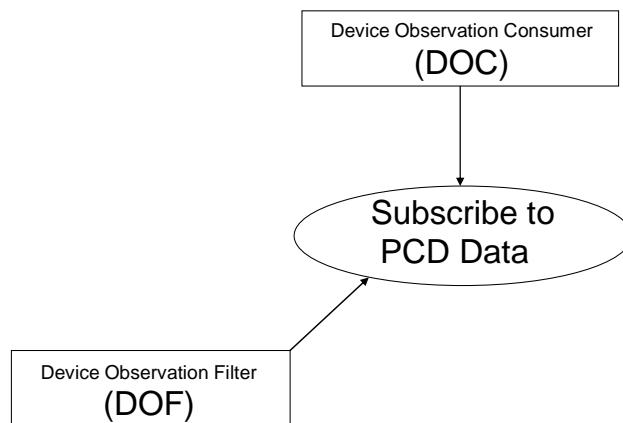 Device Observation Consumer
(DOC)
Subscribe to
PCD Data
Device Observation Filter
(DOF)